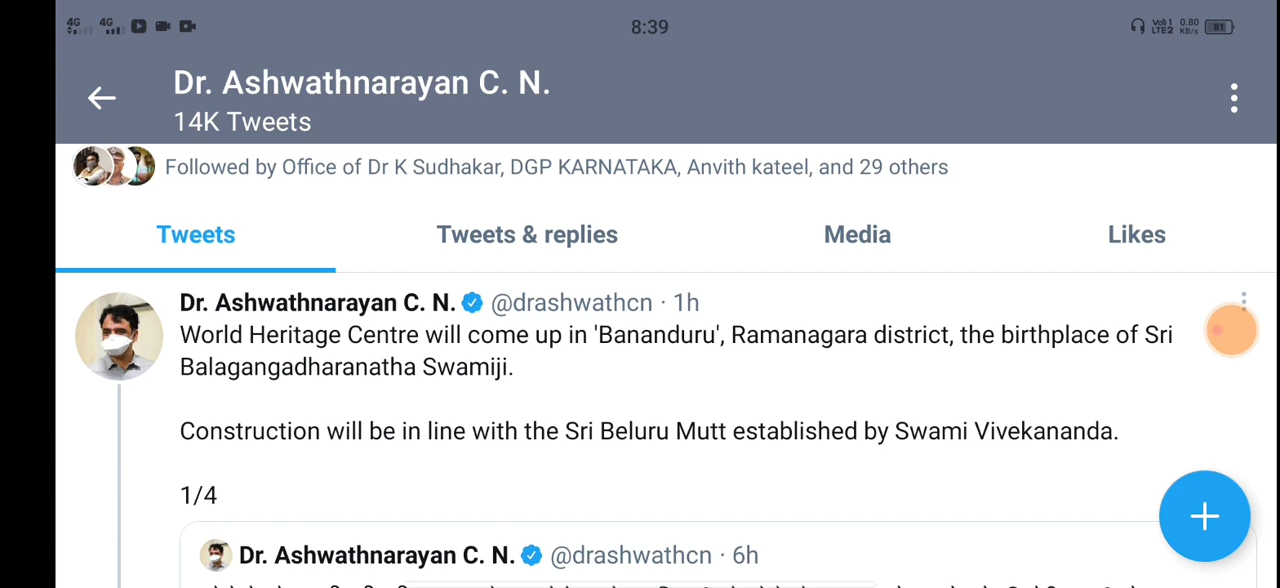 4G 4G 8:39 Vo)) 1 LTE2 0.80 KB/s 81
Dr. Ashwathnarayan C. N.
14K Tweets
Followed by Office of Dr K Sudhakar, DGP KARNATAKA, Anvith kateel, and 29 others
Tweets Tweets & replies Media Likes
Dr. Ashwathnarayan C. N. @drashwathcn · 1h
World Heritage Centre will come up in 'Bananduru', Ramanagara district, the birthplace of Sri
Balagangadharanatha Swamiji.
Construction will be in line with the Sri Beluru Mutt established by Swami Vivekananda.
1/4
Dr. Ashwathnarayan C. N. @drashwathcn · 6h